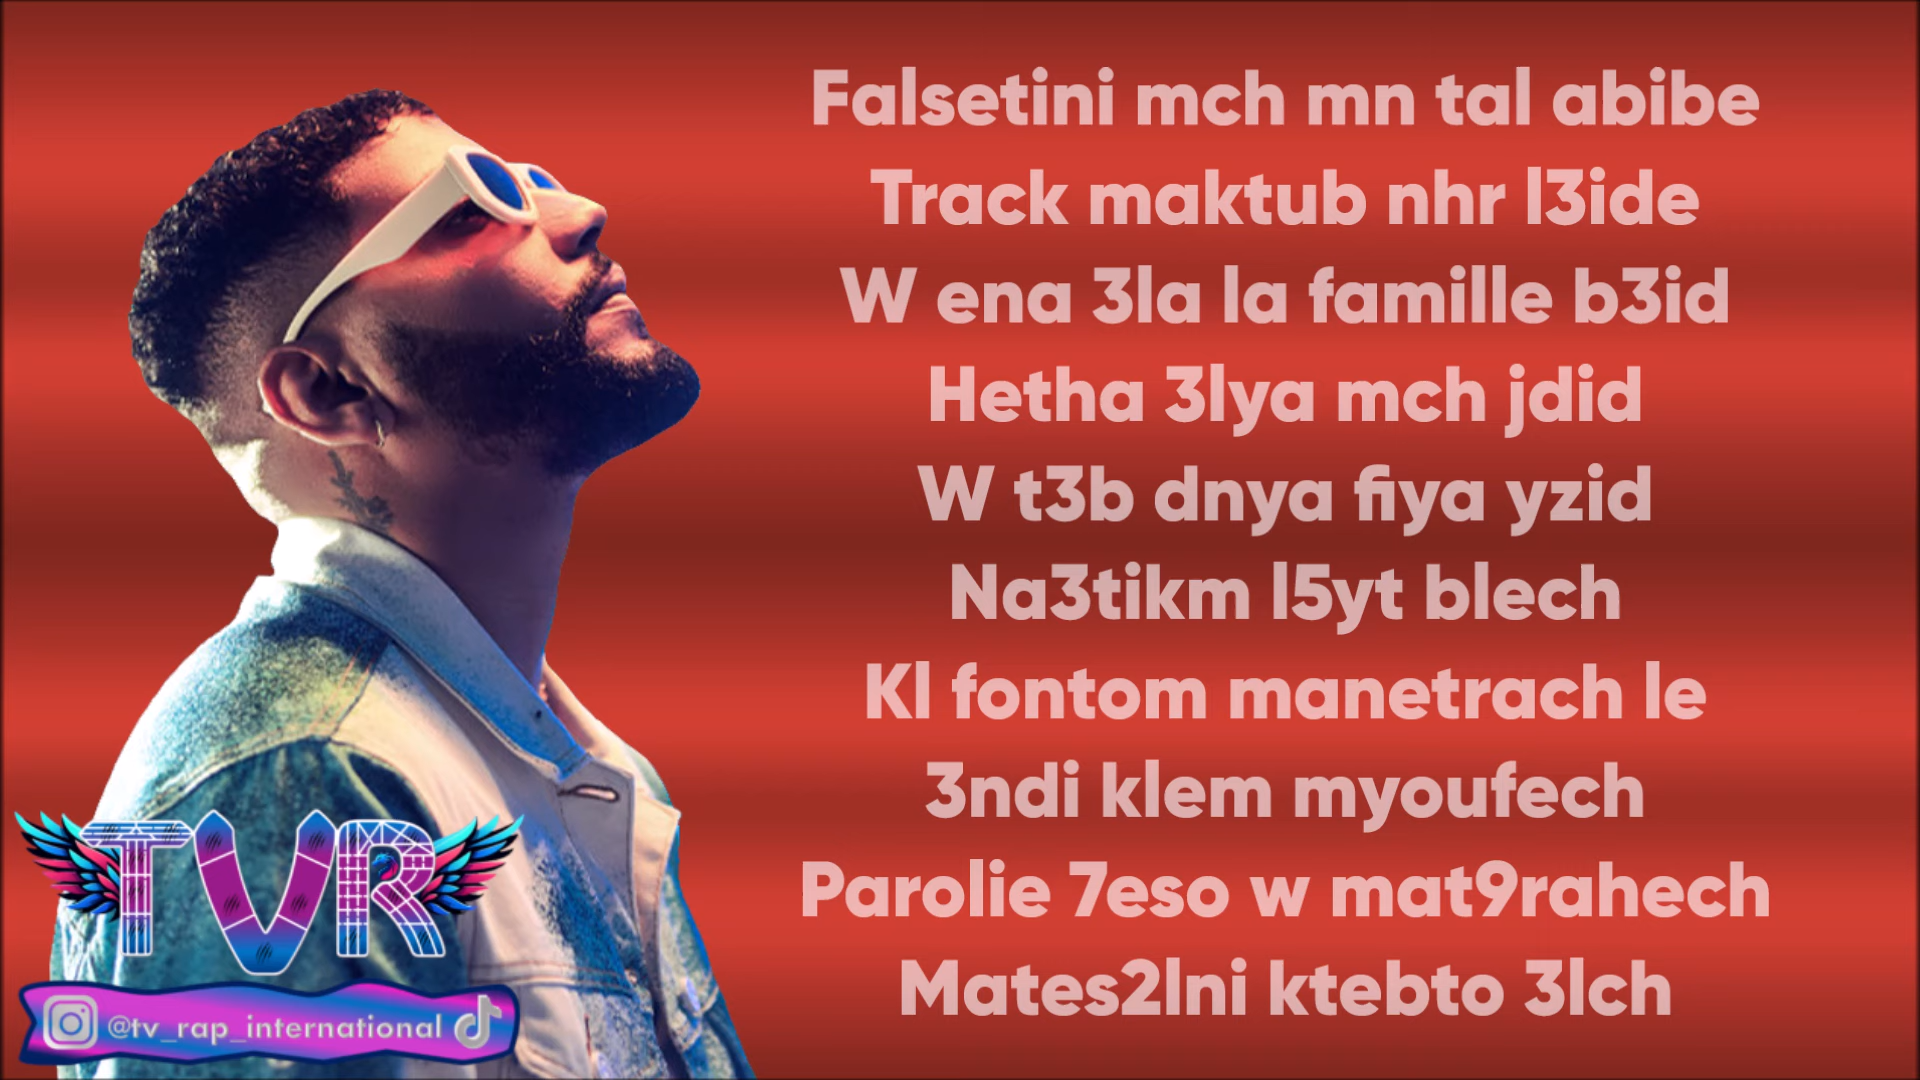 Falsetini mch mn tal abibe
Track maktub nhr l3ide
W ena 3la la famille b3id
Hetha 3lya mch jdid
W t3b dnya fiya yzid
Na3tikm l5yt blech
Kl fontom manetrach le
3ndi klem myoufech
Parolie 7eso w mat9rahech
Mates2lni ktebto 3lch
TVR
@tv_rap_international